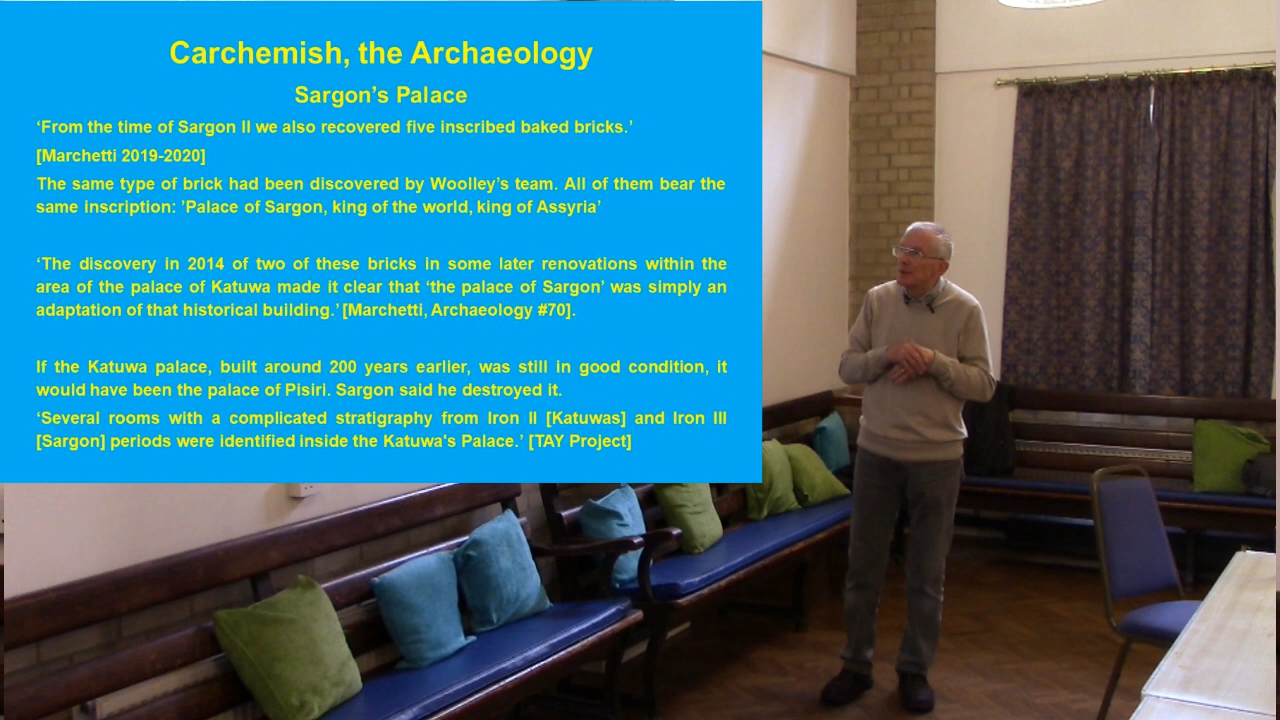 Carchemish, the Archaeology
Sargon’s Palace
‘From the time of Sargon II we also recovered five inscribed baked bricks.’
[Marchetti 2019-2020]
The same type of brick had been discovered by Woolley’s team. All of them bear the
same inscription: ’Palace of Sargon, king of the world, king of Assyria’
‘The discovery in 2014 of two of these bricks in some later renovations within the
area of the palace of Katuwa made it clear that ‘the palace of Sargon’ was simply an
adaptation of that historical building.’ [Marchetti, Archaeology #70].
If the Katuwa palace, built around 200 years earlier, was still in good condition, it
would have been the palace of Pisiri. Sargon said he destroyed it.
‘Several rooms with a complicated stratigraphy from Iron II [Katuwas] and Iron III
[Sargon] periods were identified inside the Katuwa's Palace.’ [TAY Project]